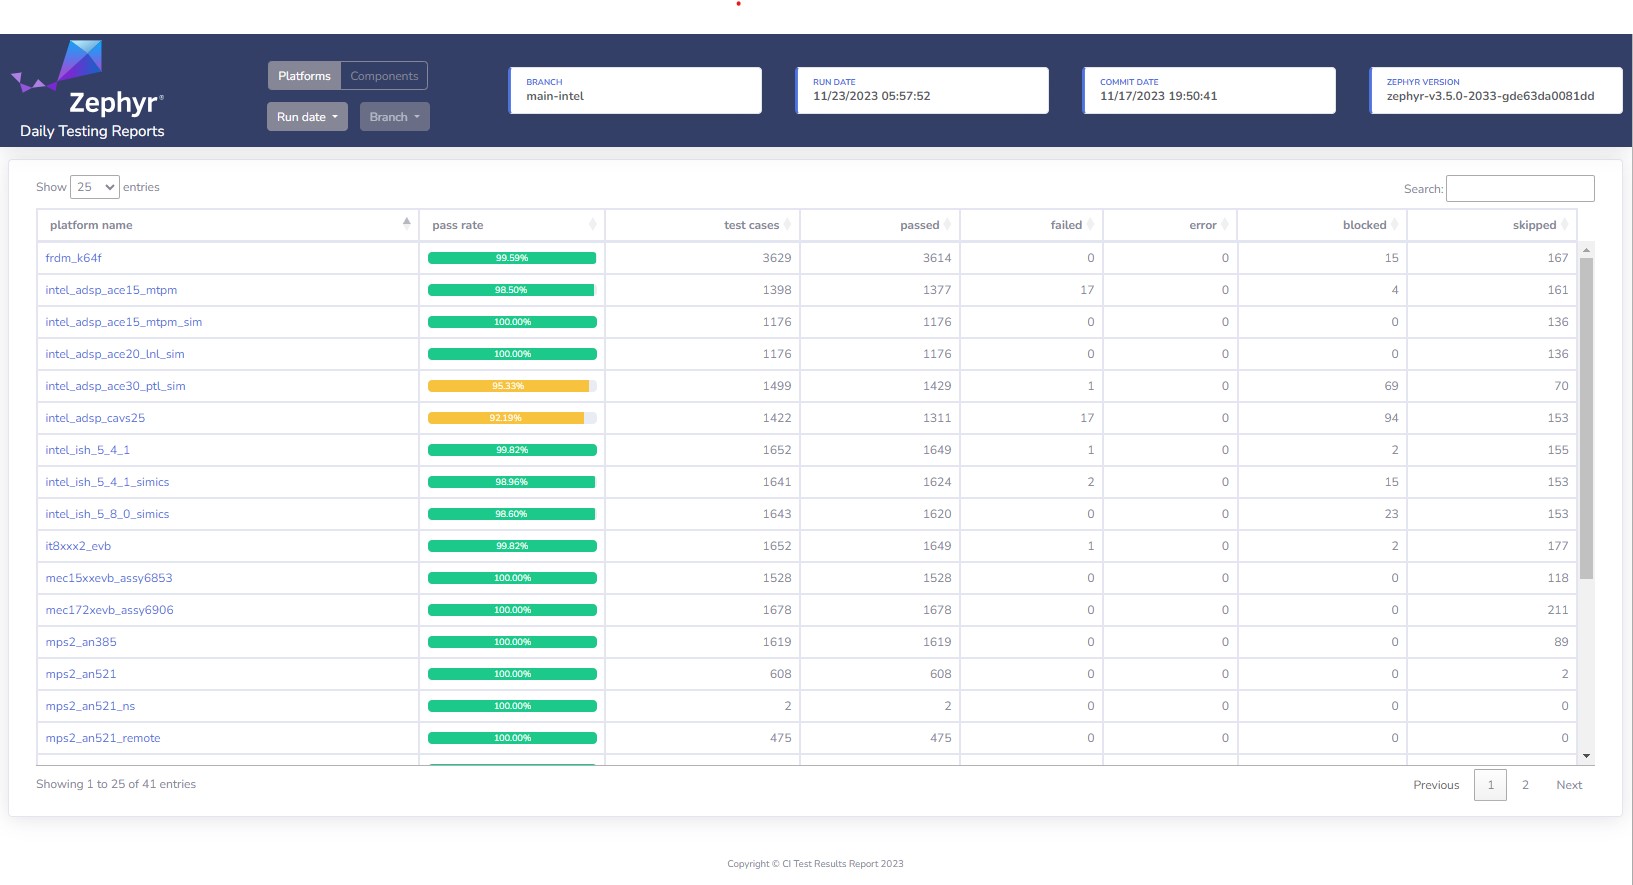 Zephyr®
Daily Testing Reports
Platforms Components
Run date Branch
BRANCH
main-intel
RUN DATE
11/23/2023 05:57:52
COMMIT DATE
11/17/2023 19:50:41
ZEPHYR VERSION
zephyr-v3.5.0-2033-gde63da0081dd
Show 25 entries
Search:
platform name pass rate test cases passed failed error blocked skipped
frdm_k64f 99.59% 3629 3614 0 0 15 167
intel_adsp_ace15_mtpm 98.50% 1398 1377 17 0 4 161
intel_adsp_ace15_mtpm_sim 100.00% 1176 1176 0 0 0 136
intel_adsp_ace20_lnl_sim 100.00% 1176 1176 0 0 0 136
intel_adsp_ace30_ptl_sim 95.33% 1499 1429 1 0 69 70
intel_adsp_cavs25 92.19% 1422 1311 17 0 94 153
intel_ish_5_4_1 99.82% 1652 1649 1 0 2 155
intel_ish_5_4_1_simics 98.96% 1641 1624 2 0 15 153
intel_ish_5_8_0_simics 98.60% 1643 1620 0 0 23 153
it8xxx2_evb 99.82% 1652 1649 1 0 2 177
mec15xxevb_assy6853 100.00% 1528 1528 0 0 0 118
mec172xevb_assy6906 100.00% 1678 1678 0 0 0 211
mps2_an385 100.00% 1619 1619 0 0 0 89
mps2_an521 100.00% 608 608 0 0 0 2
mps2_an521_ns 100.00% 2 2 0 0 0 0
mps2_an521_remote 100.00% 475 475 0 0 0 0
Showing 1 to 25 of 41 entries
Previous 1 2 Next
Copyright © CI Test Results Report 2023